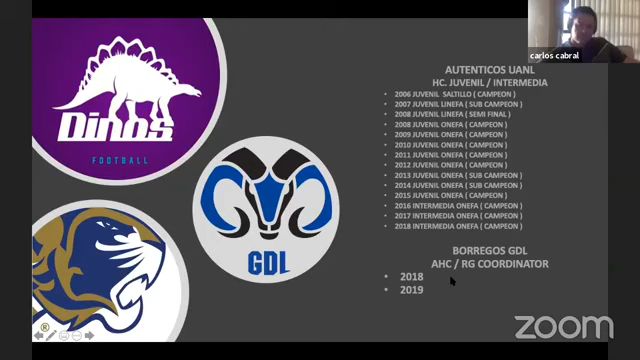 carlos cabral
Dinos
FOOTBALL
GDL
®
AUTENTICOS UANL
HC. JUVENIL / INTERMEDIA
• 2006 JUVENIL SALTILLO ( CAMPEON )
• 2007 JUVENIL LINEFA ( SUB CAMPEON )
• 2008 JUVENIL LINEFA ( SEMI FINAL )
• 2008 JUVENIL ONEFA ( CAMPEON )
• 2009 JUVENIL ONEFA ( CAMPEON )
• 2010 JUVENIL ONEFA ( CAMPEON )
• 2011 JUVENIL ONEFA ( CAMPEON )
• 2012 JUVENIL ONEFA ( CAMPEON )
• 2013 JUVENIL ONEFA ( SUB CAMPEON )
• 2014 JUVENIL ONEFA ( SUB CAMPEON )
• 2015 JUVENIL ONEFA ( CAMPEON )
• 2016 INTERMEDIA ONEFA ( CAMPEON )
• 2017 INTERMEDIA ONEFA ( CAMPEON )
• 2018 INTERMEDIA ONEFA ( CAMPEON )
BORREGOS GDL
AHC / RG COORDINATOR
• 2018
• 2019
zoom